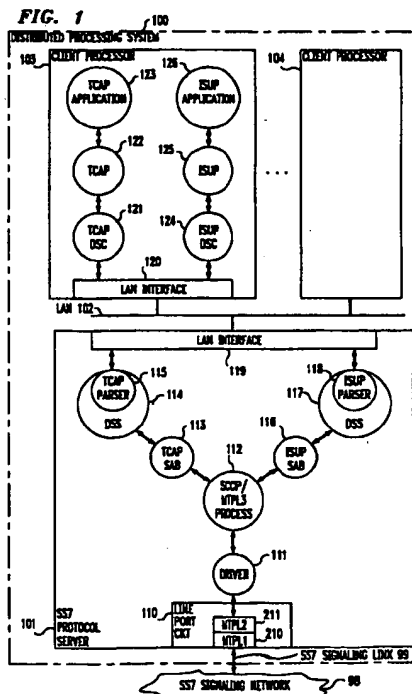 FIG. 1
100
DISTRIBUTED PROCESSING SYSTEM
103
CLIENT PROCESSOR
123
TCAP
APPLICATION
126
ISUP
APPLICATION
104
CLIENT PROCESSOR
122
TCAP
125
ISUP
...
121
TCAP
DSC
124
ISUP
DSC
120
LAN INTERFACE
LAN 102
LAN INTERFACE
119
115
TCAP
PARSER
114
DSS
118
ISUP
PARSER
117
DSS
113
TCAP
SAB
116
ISUP
SAB
112
SCCP/
MTPL3
PROCESS
111
DRIVER
110
LINE
PORT
CKT
211
MTPL2
210
MTPL1
101
SS7
PROTOCOL
SERVER
SS7 SIGNALING LINK 99
SS7 SIGNALING NETWORK
98